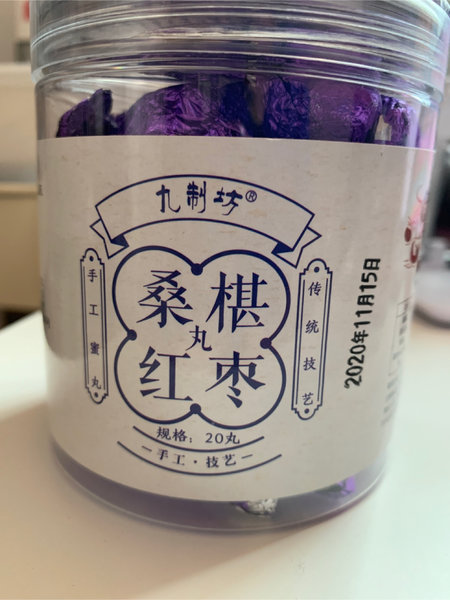 九制坊®
手工蜜丸
桑椹
丸
红枣
传统技艺
规格：20丸
手工·技艺
2020年11月15日